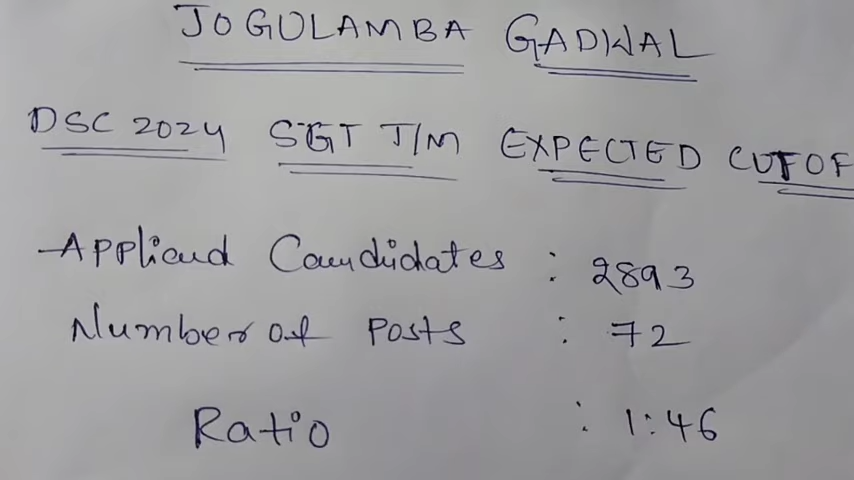 JOGULAMBA GADWAL
DSC 2024 SGT T/M EXPECTED CUTOF
Applied Candidates : 2893
Number of Posts : 72
Ratio : 1:46